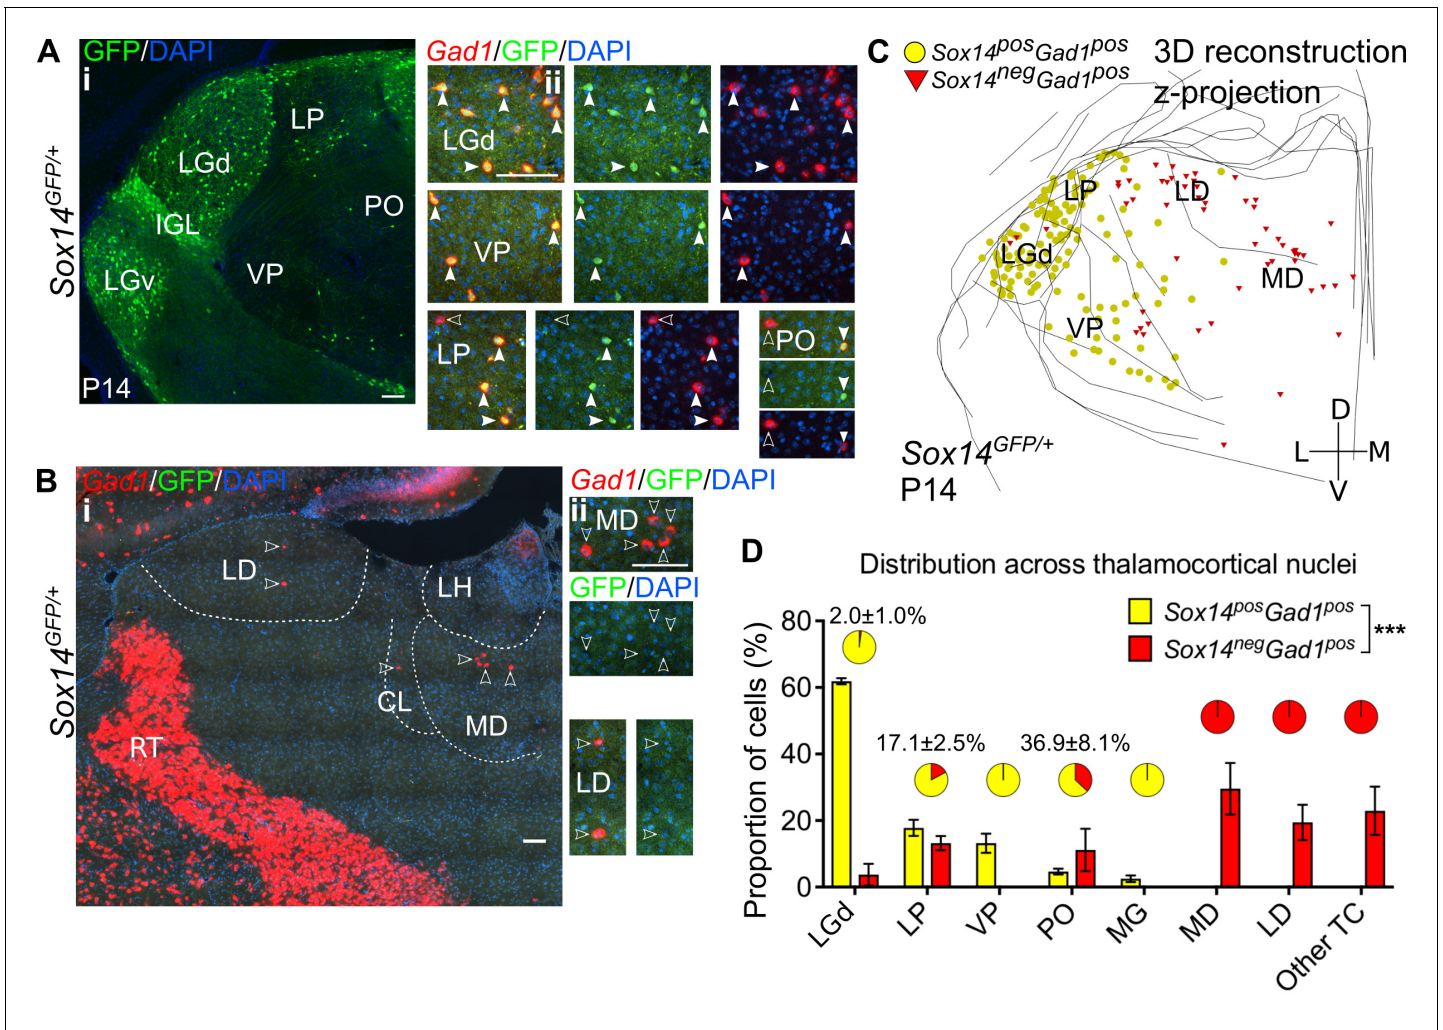 A
GFP/DAPI
i
LP
LGd
PO
IGL
VP
LGv
P14
Sox14GFP/+
Gad1/GFP/DAPI
ii
LGd
VP
LP
PO
B
Gad1/GFP/DAPI
i
LD
LH
CL
MD
RT
Sox14GFP/+
Gad1/GFP/DAPI
ii
MD
GFP/DAPI
LD
C
Sox14posGad1pos
Sox14negGad1pos
3D reconstruction
z-projection
LP
LD
LGd
MD
VP
D
L
M
V
Sox14GFP/+
P14
D
Distribution across thalamocortical nuclei
Sox14posGad1pos
Sox14negGad1pos
***
Proportion of cells (%)
80
60
40
20
0
2.0±1.0%
17.1±2.5%
36.9±8.1%
LGd
LP
VP
PO
MG
MD
LD
Other TC